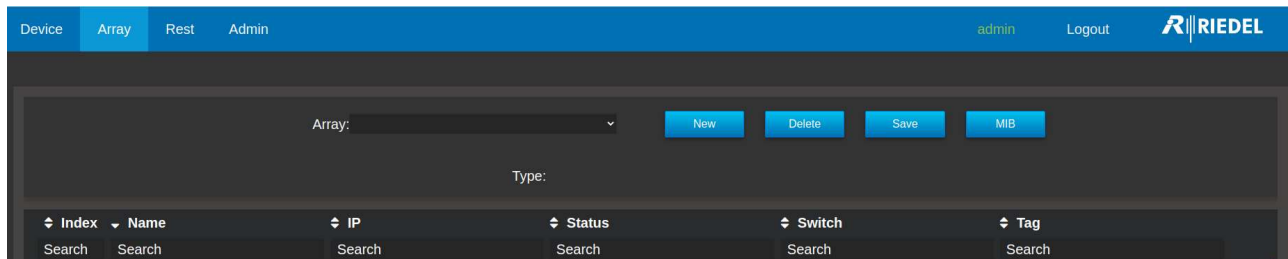 Device Array Rest Admin admin Logout RIEDEL
Array: New Delete Save MIB
Type:
Index Name IP Status Switch Tag
Search Search Search Search Search Search